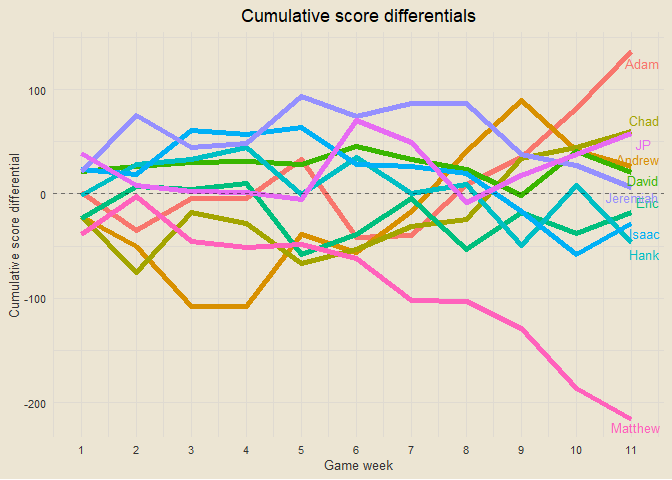 Cumulative score differentials
Cumulative score differential
100
0
-100
-200
Adam
Chad
JP
Andrew
David
Jeremiah
Eric
Isaac
Hank
Matthew
1 2 3 4 5 6 7 8 9 10 11
Game week